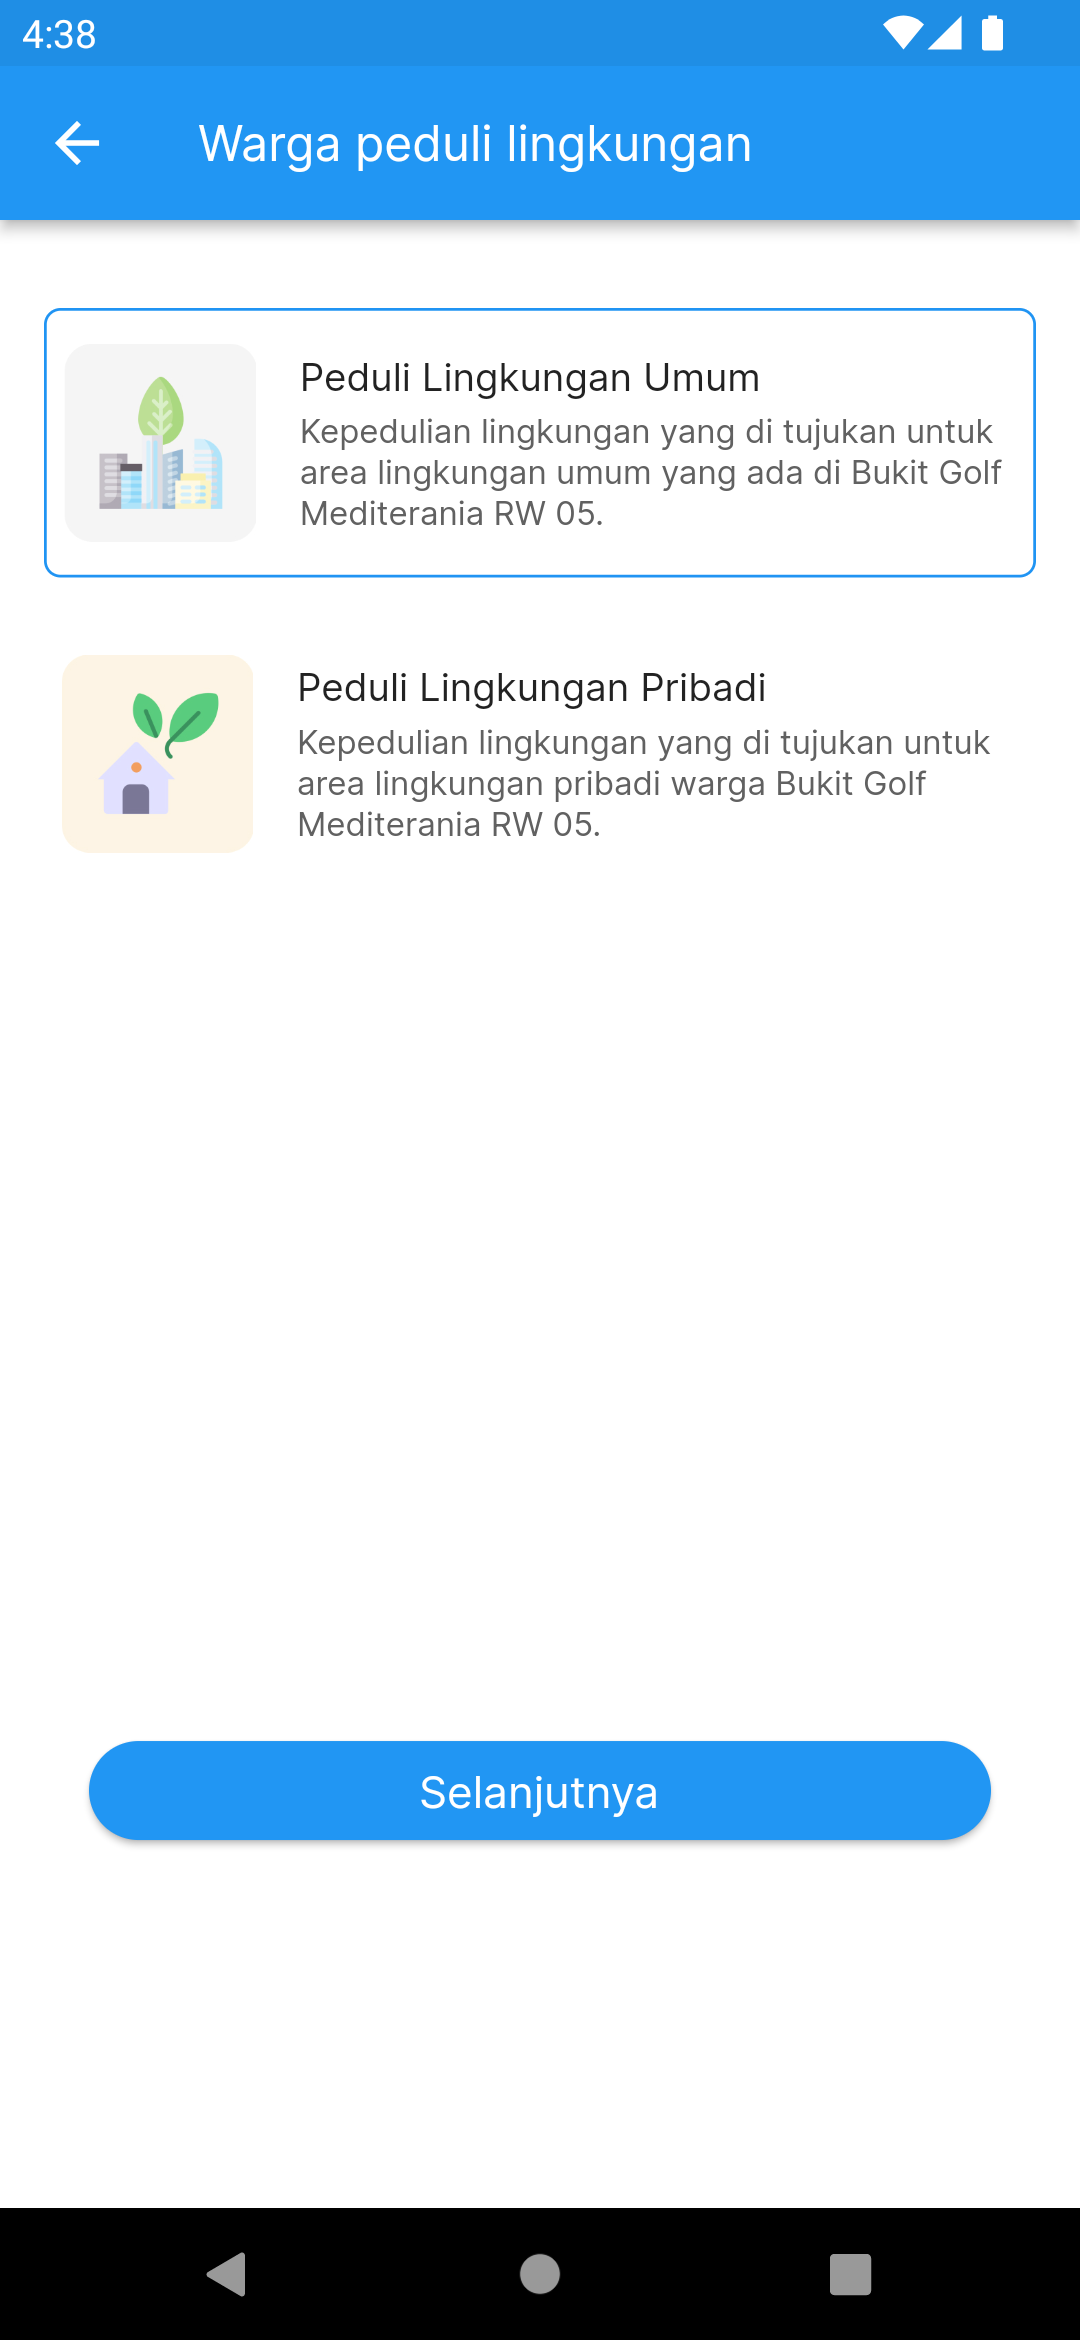 4:38
Warga peduli lingkungan
Peduli Lingkungan Umum
Kepedulian lingkungan yang di tujukan untuk
area lingkungan umum yang ada di Bukit Golf
Mediterania RW 05.
Peduli Lingkungan Pribadi
Kepedulian lingkungan yang di tujukan untuk
area lingkungan pribadi warga Bukit Golf
Mediterania RW 05.
Selanjutnya